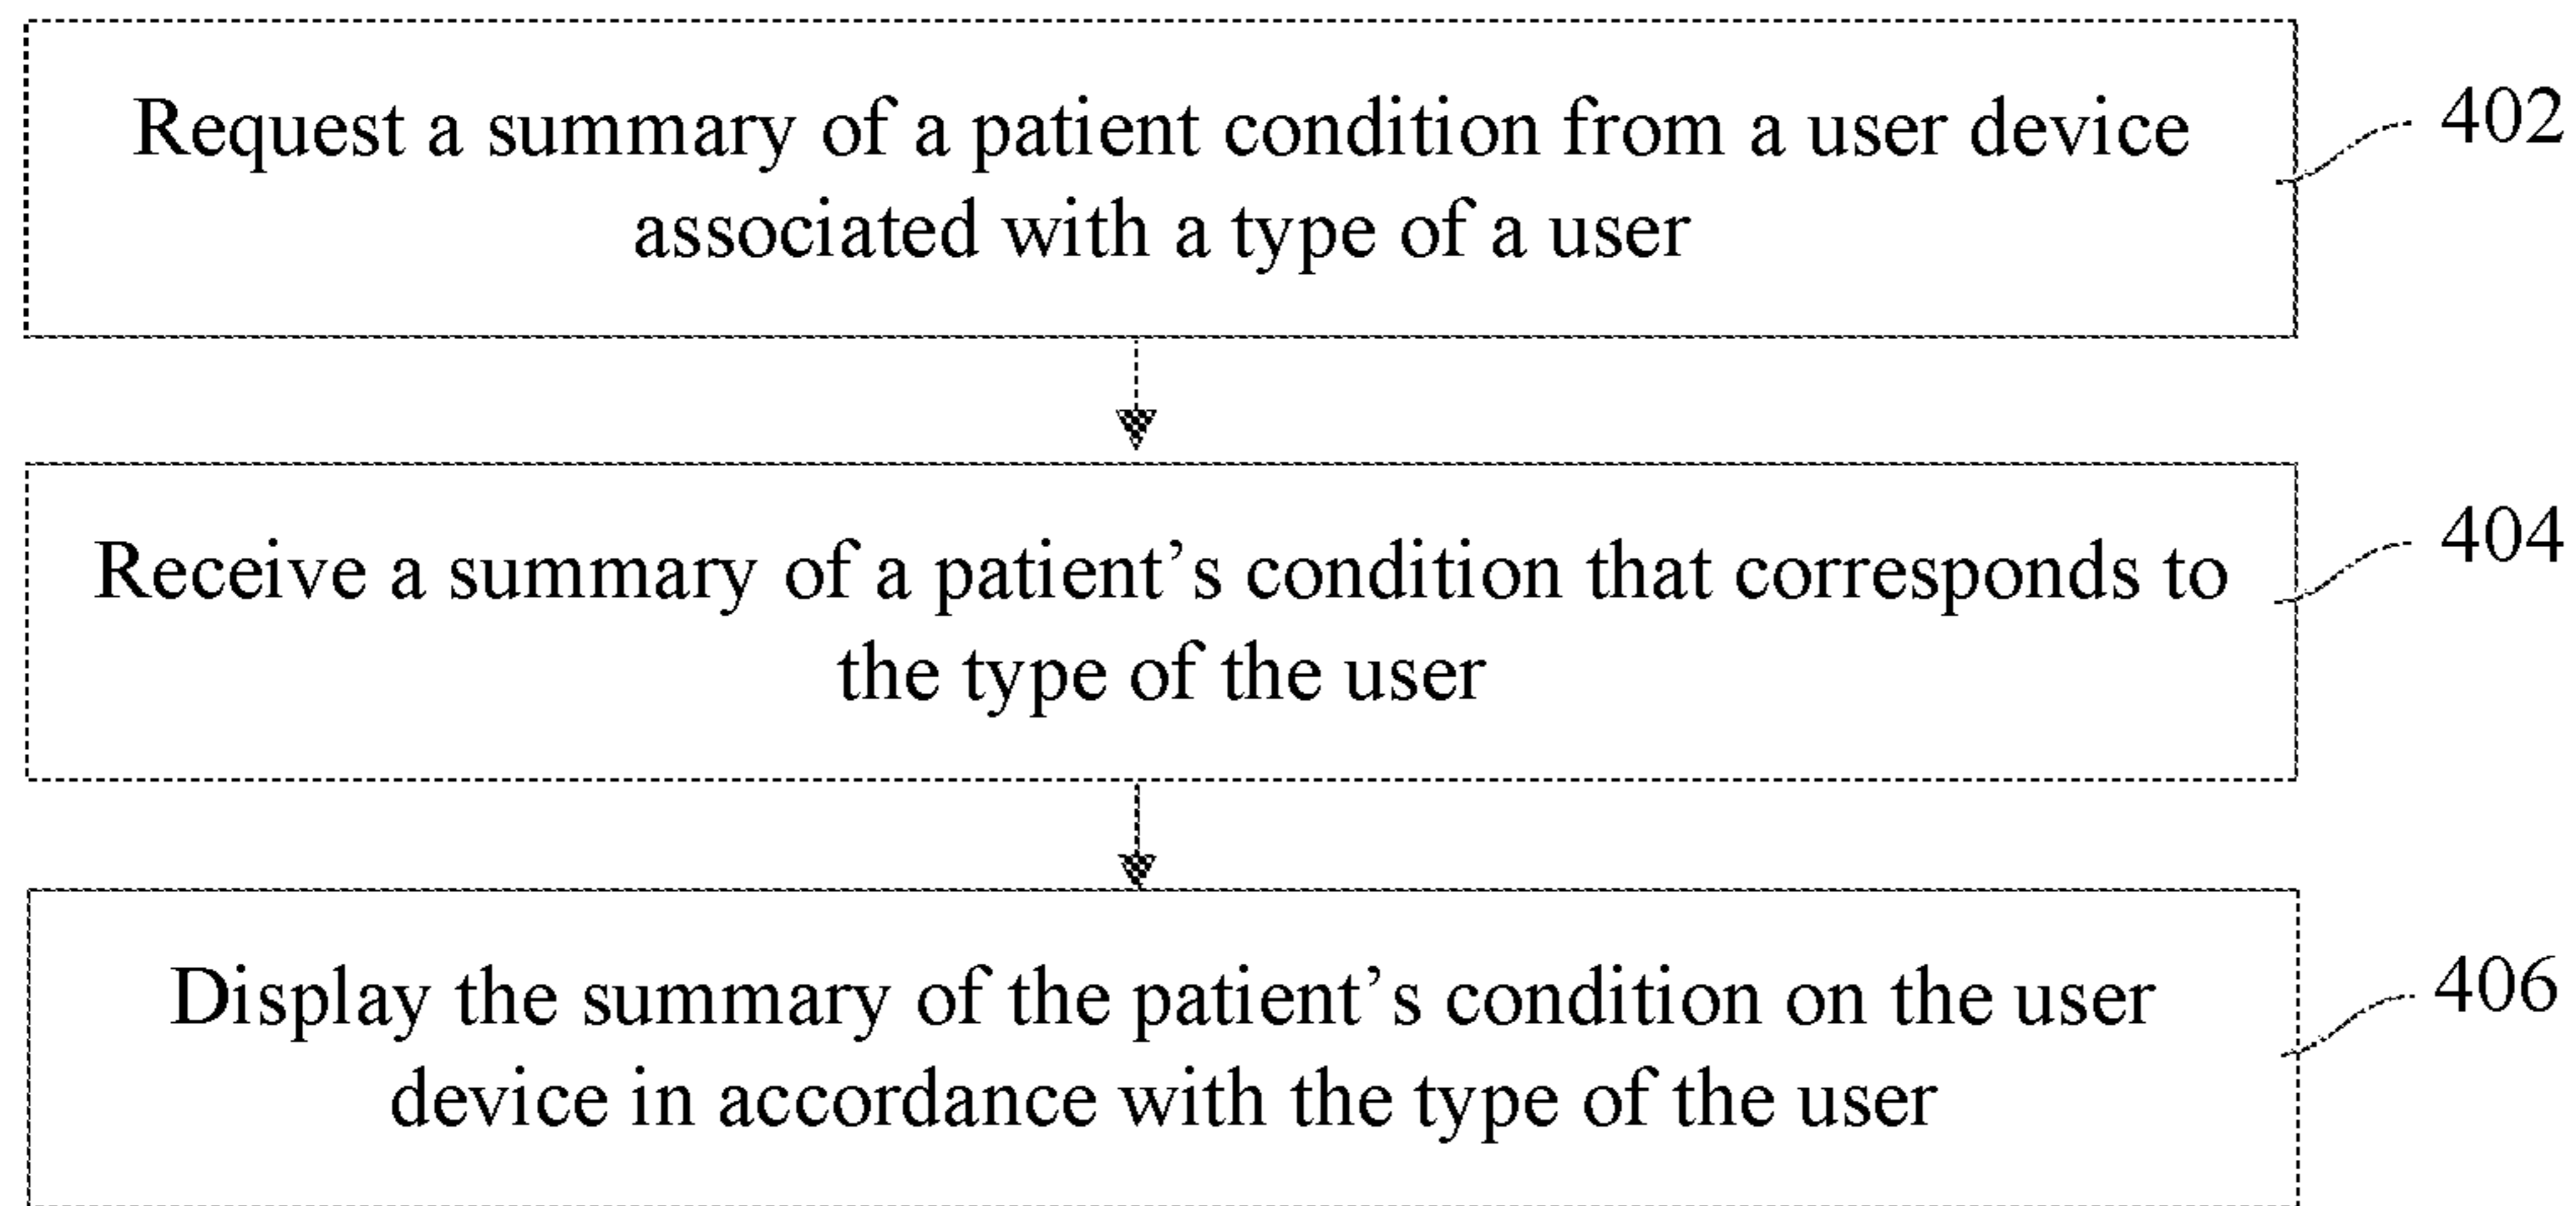 Request a summary of a patient condition from a user device
associated with a type of a user
402
Receive a summary of a patient’s condition that corresponds to
the type of the user
404
Display the summary of the patient’s condition on the user
device in accordance with the type of the user
406